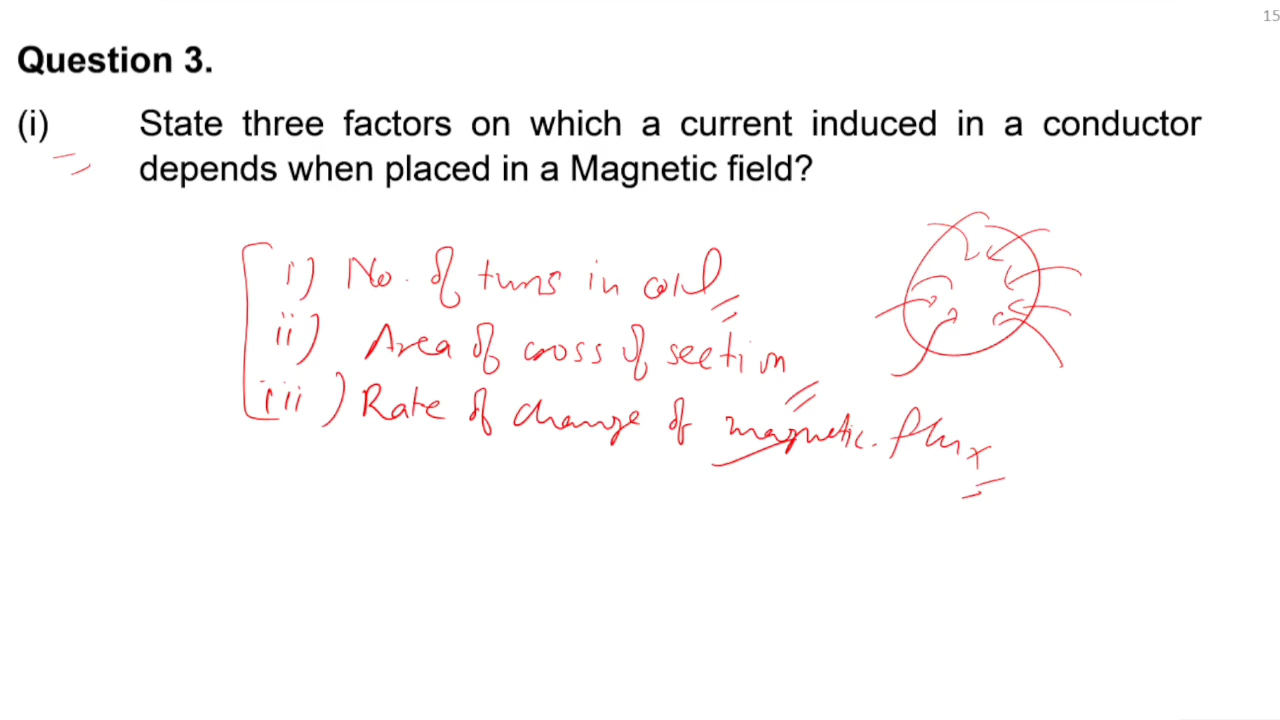 15
Question 3.
(i) State three factors on which a current induced in a conductor
depends when placed in a Magnetic field?
i) No. of turns in coil
ii) Area of cross of section
iii) Rate of change of magnetic flux